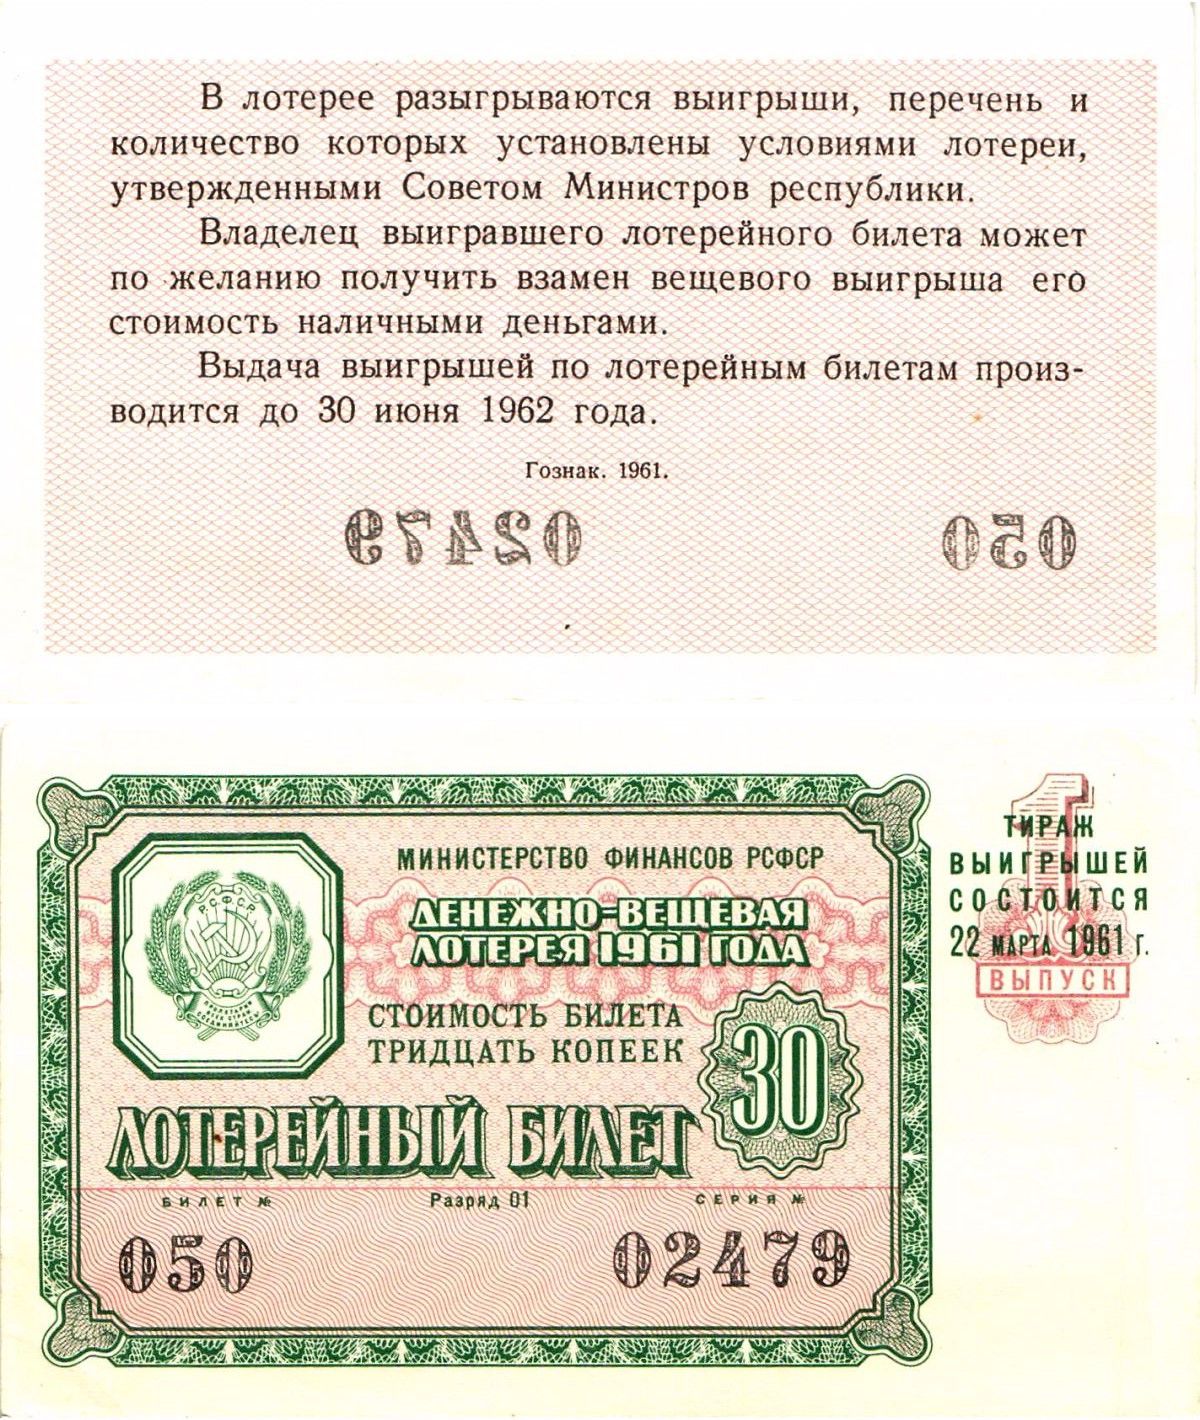 В лотерее разыгрываются выигрыши, перечень и
количество которых установлены условиями лотереи,
утвержденными Советом Министров республики.
Владелец выигравшего лотерейного билета может
по желанию получить взамен вещевого выигрыша его
стоимость наличными деньгами.
Выдача выигрышей по лотерейным билетам произ-
водится до 30 июня 1962 года.
Гознак. 1961.
02479
050
МИНИСТЕРСТВО ФИНАНСОВ РСФСР
ДЕНЕЖНО-ВЕЩЕВАЯ
ЛОТЕРЕЯ 1961 ГОДА
РСФСР
СТОИМОСТЬ БИЛЕТА
ТРИДЦАТЬ КОПЕЕК
30
ЛОТЕРЕЙНЫЙ БИЛЕТ
БИЛЕТ № Разряд 01 СЕРИЯ №
050 02479
1
ТИРАЖ
ВЫИГРЫШЕЙ
СОСТОИТСЯ
22 МАРТА 1961 Г.
ВЫПУСК